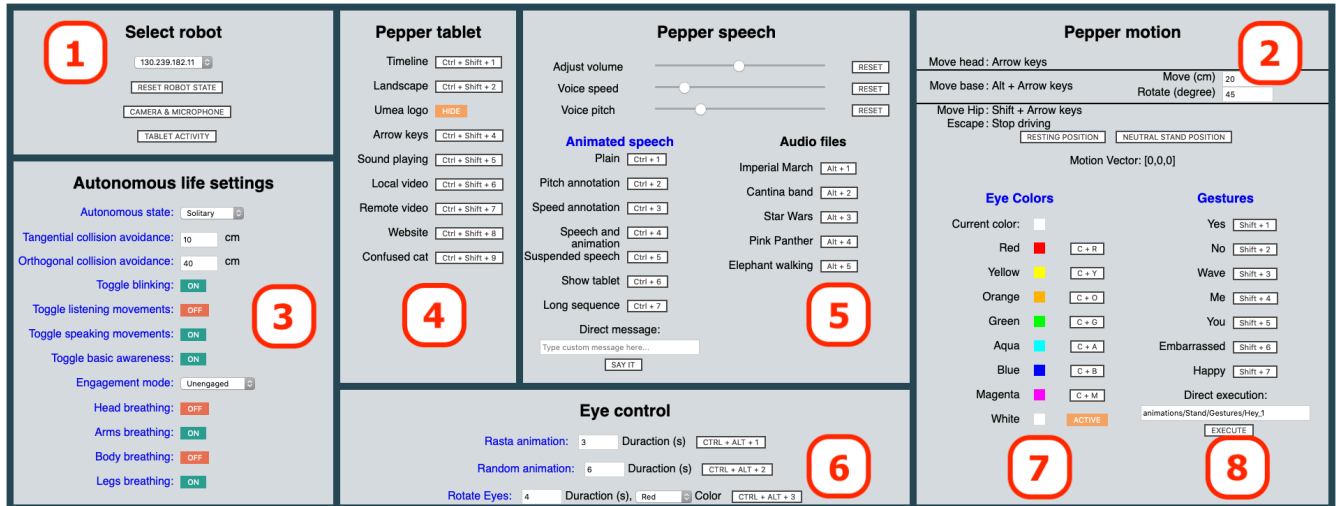 1
Select robot
130.239.182.11
RESET ROBOT STATE
CAMERA & MICROPHONE
TABLET ACTIVITY
Autonomous life settings
Autonomous state: Solitary
Tangential collision avoidance: 10 cm
Orthogonal collision avoidance: 40 cm
Toggle blinking: ON
Toggle listening movements: OFF
Toggle speaking movements: ON
Toggle basic awareness: ON
Engagement mode: Unengaged
Head breathing: OFF
Arms breathing: ON
Body breathing: OFF
Legs breathing: ON
3
Pepper tablet
Timeline Ctrl + Shift + 1
Landscape Ctrl + Shift + 2
Umea logo HIDE
Arrow keys Ctrl + Shift + 4
Sound playing Ctrl + Shift + 5
Local video Ctrl + Shift + 6
Remote video Ctrl + Shift + 7
Website Ctrl + Shift + 8
Confused cat Ctrl + Shift + 9
4
Pepper speech
Adjust volume RESET
Voice speed RESET
Voice pitch RESET
Animated speech
Plain Ctrl + 1
Pitch annotation Ctrl + 2
Speed annotation Ctrl + 3
Speech and Ctrl + 4
animation
Suspended speech Ctrl + 5
Show tablet Ctrl + 6
Long sequence Ctrl + 7
Direct message:
Type custom message here...
SAY IT
Audio files
Imperial March Alt + 1
Cantina band Alt + 2
Star Wars Alt + 3
Pink Panther Alt + 4
Elephant walking Alt + 5
5
Eye control
Rasta animation: 3 Duraction (s) CTRL + ALT + 1
Random animation: 6 Duraction (s) CTRL + ALT + 2
Rotate Eyes: 4 Duraction (s), Red Color CTRL + ALT + 3
6
Pepper motion
2
Move head : Arrow keys
Move base : Alt + Arrow keys
Move (cm) 20
Rotate (degree) 45
Move Hip : Shift + Arrow keys
Escape : Stop driving
RESTING POSITION NEUTRAL STAND POSITION
Motion Vector: [0,0,0]
Eye Colors
Current color:
Red C + R
Yellow C + Y
Orange C + O
Green C + G
Aqua C + A
Blue C + B
Magenta C + M
White ACTIVE
7
Gestures
Yes Shift + 1
No Shift + 2
Wave Shift + 3
Me Shift + 4
You Shift + 5
Embarrassed Shift + 6
Happy Shift + 7
Direct execution:
animations/Stand/Gestures/Hey_1
EXECUTE
8